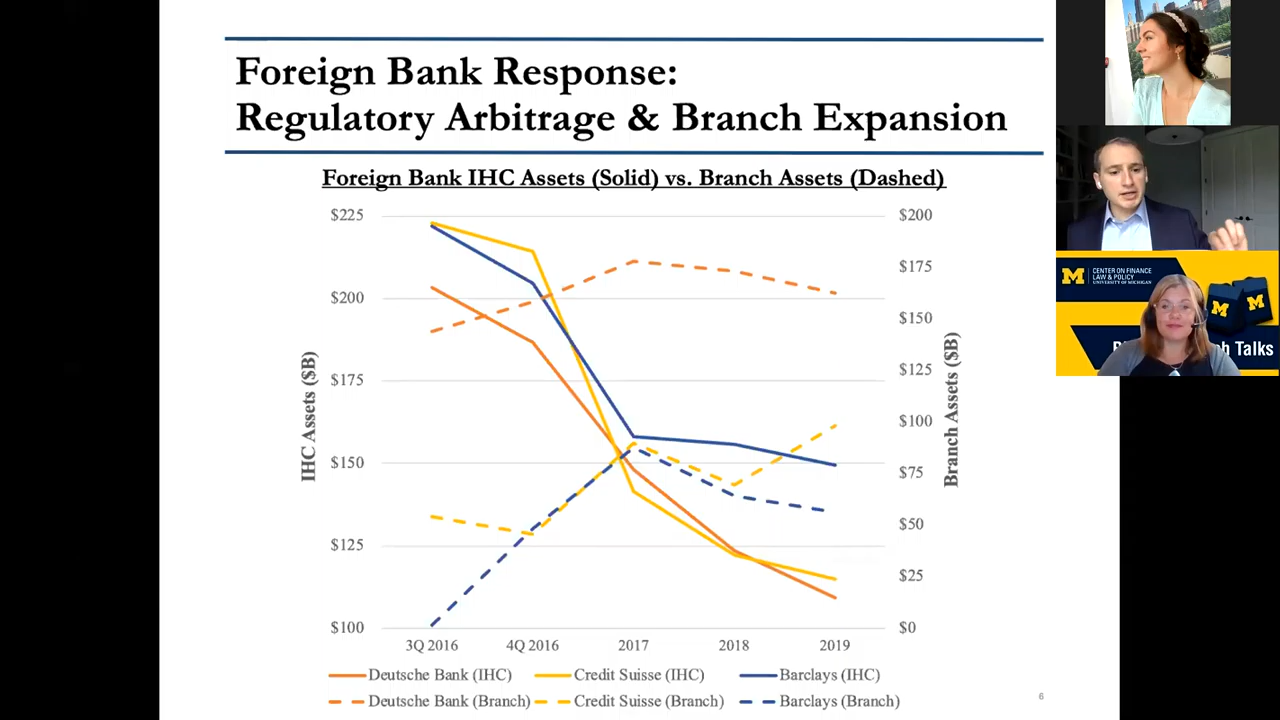 Foreign Bank Response:
Regulatory Arbitrage & Branch Expansion
Foreign Bank IHC Assets (Solid) vs. Branch Assets (Dashed)
$225
$200
$175
$150
$125
$100
IHC Assets ($B)
$200
$175
$150
$125
$100
$75
$50
$25
$0
Branch Assets ($B)
3Q 2016 4Q 2016 2017 2018 2019
Deutsche Bank (IHC) Credit Suisse (IHC) Barclays (IHC)
Deutsche Bank (Branch) Credit Suisse (Branch) Barclays (Branch)
6
M
CENTER ON FINANCE
LAW & POLICY
UNIVERSITY OF MICHIGAN
M
M
Talks